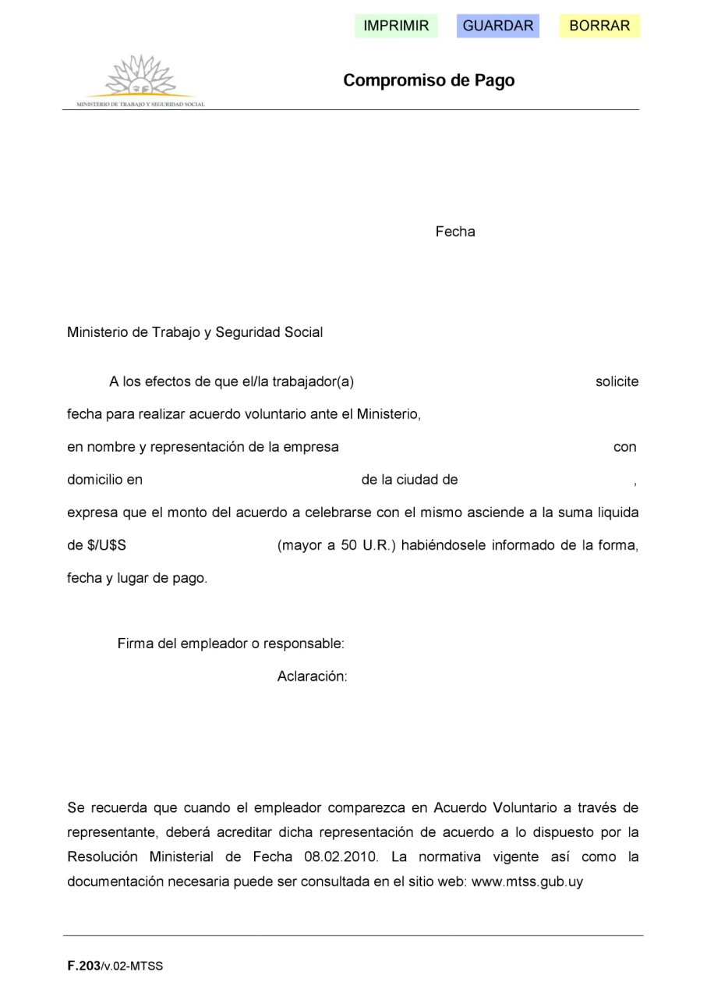 IMPRIMIR GUARDAR BORRAR
MINISTERIO DE TRABAJO Y SEGURIDAD SOCIAL
Compromiso de Pago
Fecha
Ministerio de Trabajo y Seguridad Social
A los efectos de que el/la trabajador(a) solicite
fecha para realizar acuerdo voluntario ante el Ministerio,
en nombre y representación de la empresa con
domicilio en de la ciudad de ,
expresa que el monto del acuerdo a celebrarse con el mismo asciende a la suma liquida
de $/U$S (mayor a 50 U.R.) habiéndosele informado de la forma,
fecha y lugar de pago.
Firma del empleador o responsable:
Aclaración:
Se recuerda que cuando el empleador comparezca en Acuerdo Voluntario a través de
representante, deberá acreditar dicha representación de acuerdo a lo dispuesto por la
Resolución Ministerial de Fecha 08.02.2010. La normativa vigente así como la
documentación necesaria puede ser consultada en el sitio web: www.mtss.gub.uy
F.203/v.02-MTSS